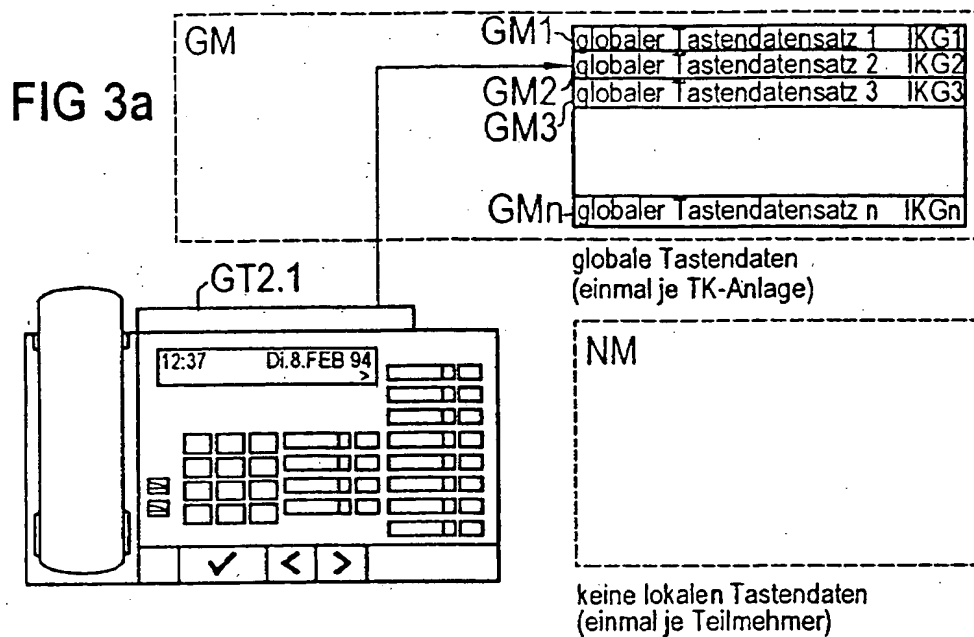 FIG 3a
GM
GM1 globaler Tastendatensatz 1 IKG1
GM2 globaler Tastendatensatz 2 IKG2
GM3 globaler Tastendatensatz 3 IKG3
GMn globaler Tastendatensatz n IKGn
globale Tastendaten
(einmal je TK-Anlage)
GT2.1
12:37 Di.8.FEB 94
>
NM
< >
keine lokalen Tastendaten
(einmal je Teilmehmer)